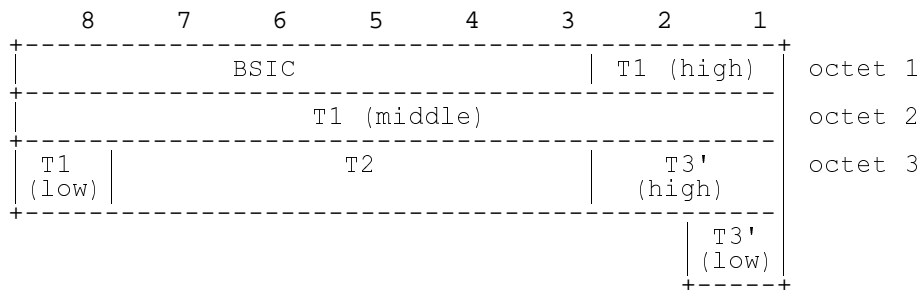 8 7 6 5 4 3 2 1
BSIC T1 (high) octet 1
T1 (middle) octet 2
T1 T2 T3' octet 3
(low) (high)
T3'
(low)